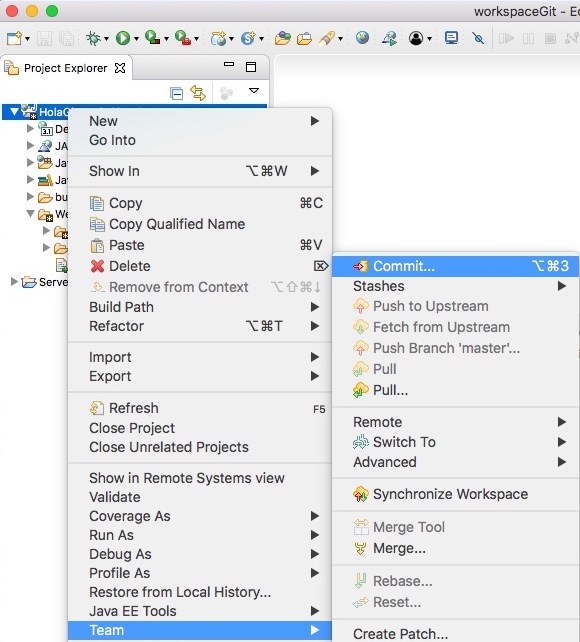 workspaceGit - Ec
Project Explorer
HolaG
3.1 De
JA
Jav
Jav
bu
We
Serve
New
Go Into
Show In ⌥⌘W
Copy ⌘C
Copy Qualified Name
Paste ⌘V
Delete ⌦
Remove from Context ⌥⇧⌘↓
Build Path
Refactor ⌥⌘T
Import
Export
Refresh F5
Close Project
Close Unrelated Projects
Show in Remote Systems view
Validate
Coverage As
Run As
Debug As
Profile As
Restore from Local History...
Java EE Tools
Team
Commit... ⌥⌘3
Stashes
Push to Upstream
Fetch from Upstream
Push Branch 'master'...
Pull
Pull...
Remote
Switch To
Advanced
Synchronize Workspace
Merge Tool
Merge...
Rebase...
Reset...
Create Patch...